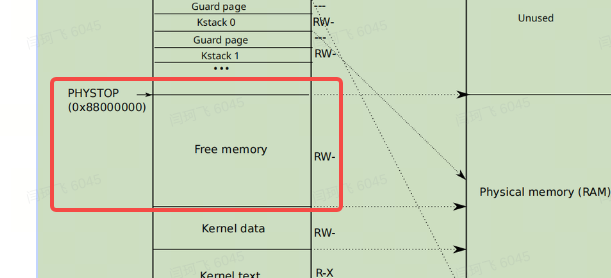 Guard page
---
Kstack 0
RW-
Unused
Guard page
---
Kstack 1
RW-
•••
PHYSTOP
(0x88000000)
Free memory
RW-
Physical memory (RAM)
Kernel data
RW-
Kernel text
R-X